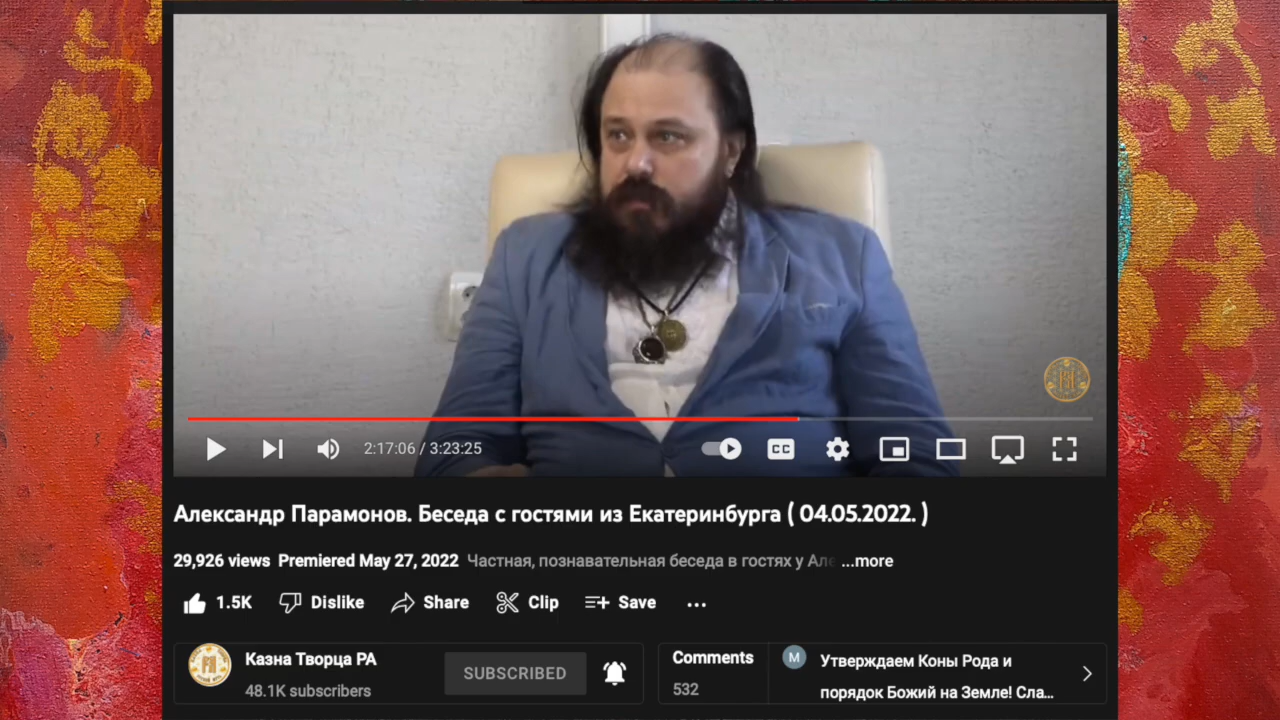 2:17:06 / 3:23:25
CC
Александр Парамонов. Беседа с гостями из Екатеринбурга ( 04.05.2022. )
29,926 views Premiered May 27, 2022 Частная, познавательная беседа в гостях у Але ...more
1.5K Dislike Share Clip Save
Казна Творца РА
48.1K subscribers
SUBSCRIBED
Comments
532
M
Утверждаем Коны Рода и
порядок Божий на Земле! Сла...